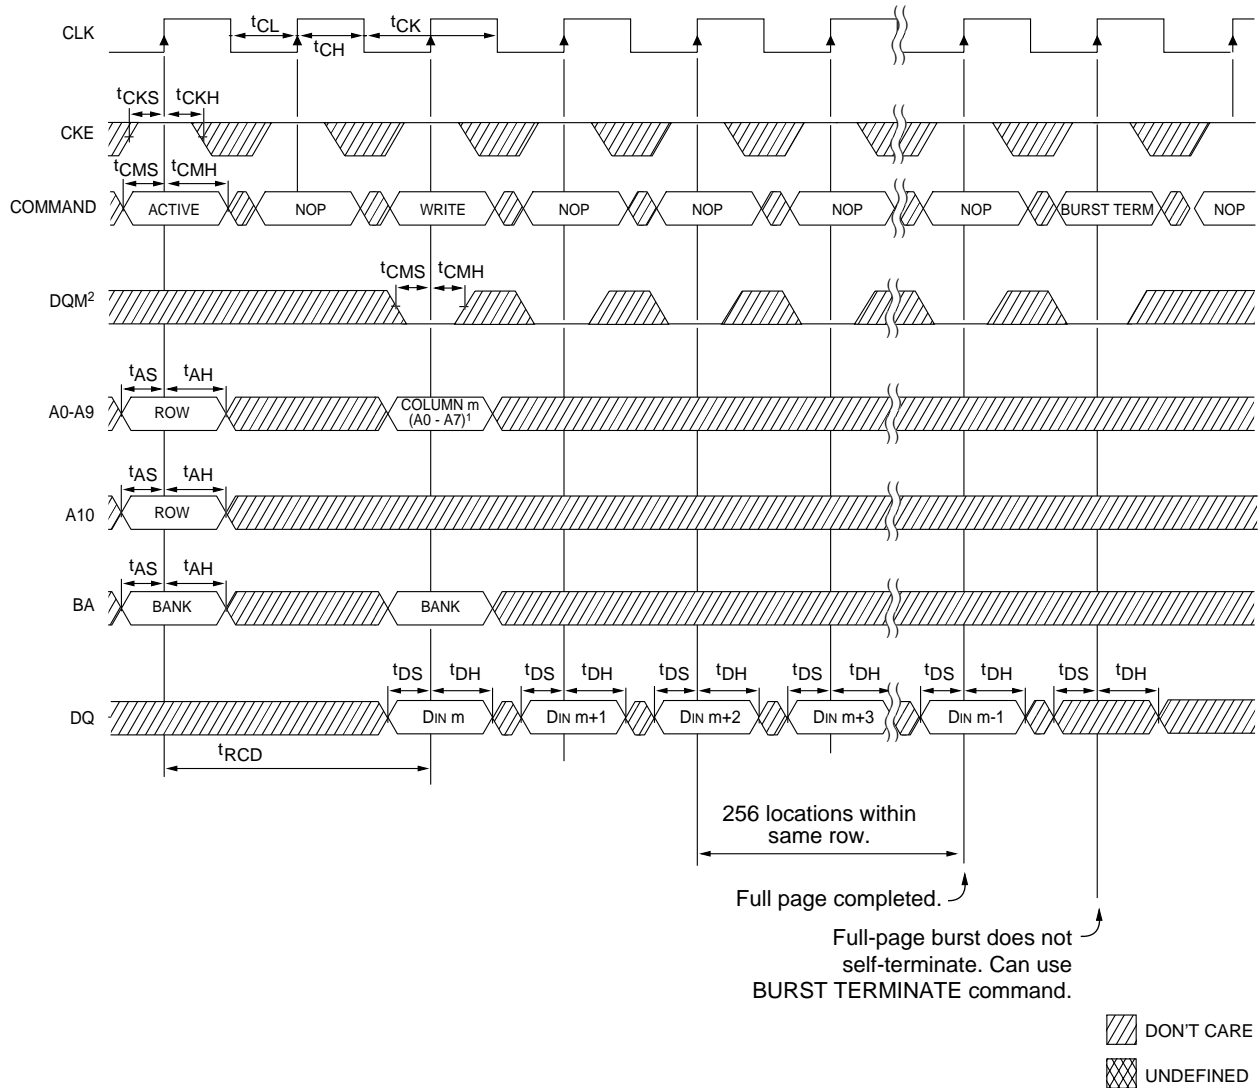 CLK
tCL
tCH
tCK
tCKS
tCKH
CKE
tCMS
tCMH
COMMAND
ACTIVE
NOP
WRITE
NOP
NOP
NOP
NOP
BURST TERM
NOP
tCMS
tCMH
DQM2
tAS
tAH
A0-A9
ROW
COLUMN m
(A0 - A7)1
tAS
tAH
A10
ROW
tAS
tAH
BA
BANK
BANK
tDS
tDH
tDS
tDH
tDS
tDH
tDS
tDH
tDS
tDH
tDS
tDH
DQ
DIN m
DIN m+1
DIN m+2
DIN m+3
DIN m-1
tRCD
256 locations within
same row.
Full page completed.
Full-page burst does not
self-terminate. Can use
BURST TERMINATE command.
DON'T CARE
UNDEFINED